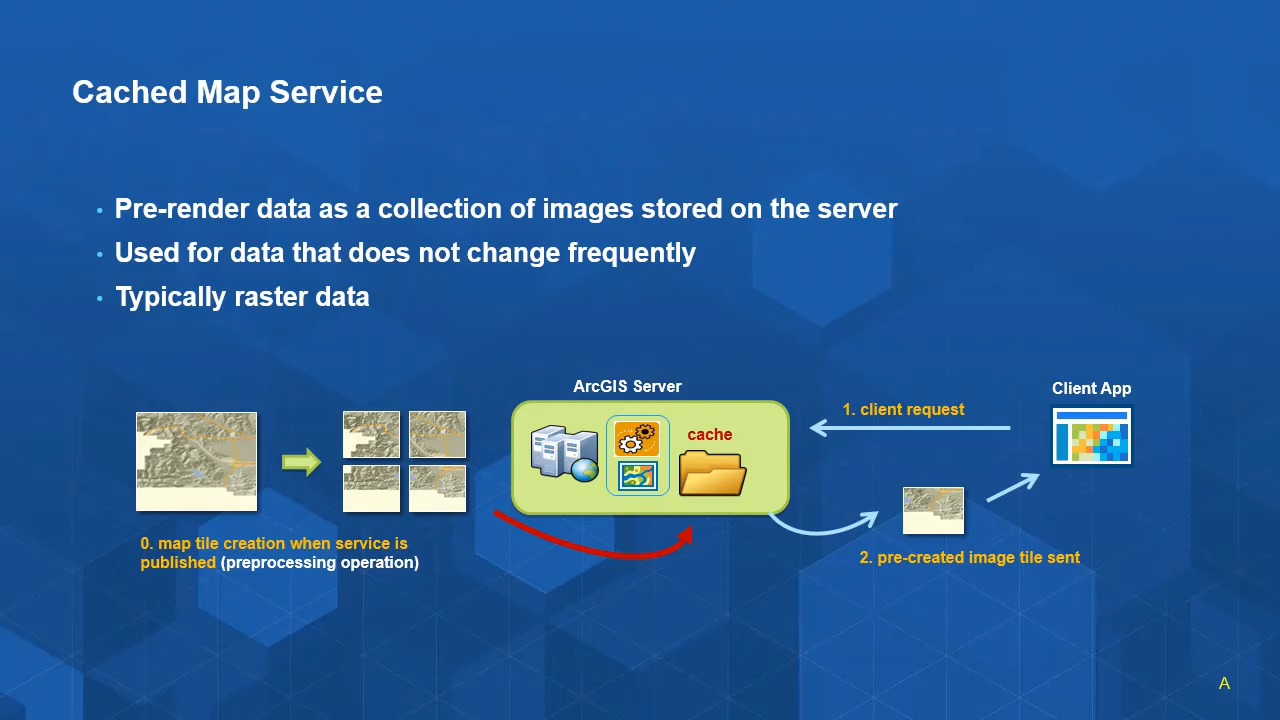 Cached Map Service
• Pre-render data as a collection of images stored on the server
• Used for data that does not change frequently
• Typically raster data
ArcGIS Server
cache
Client App
1. client request
0. map tile creation when service is
published (preprocessing operation)
2. pre-created image tile sent
A